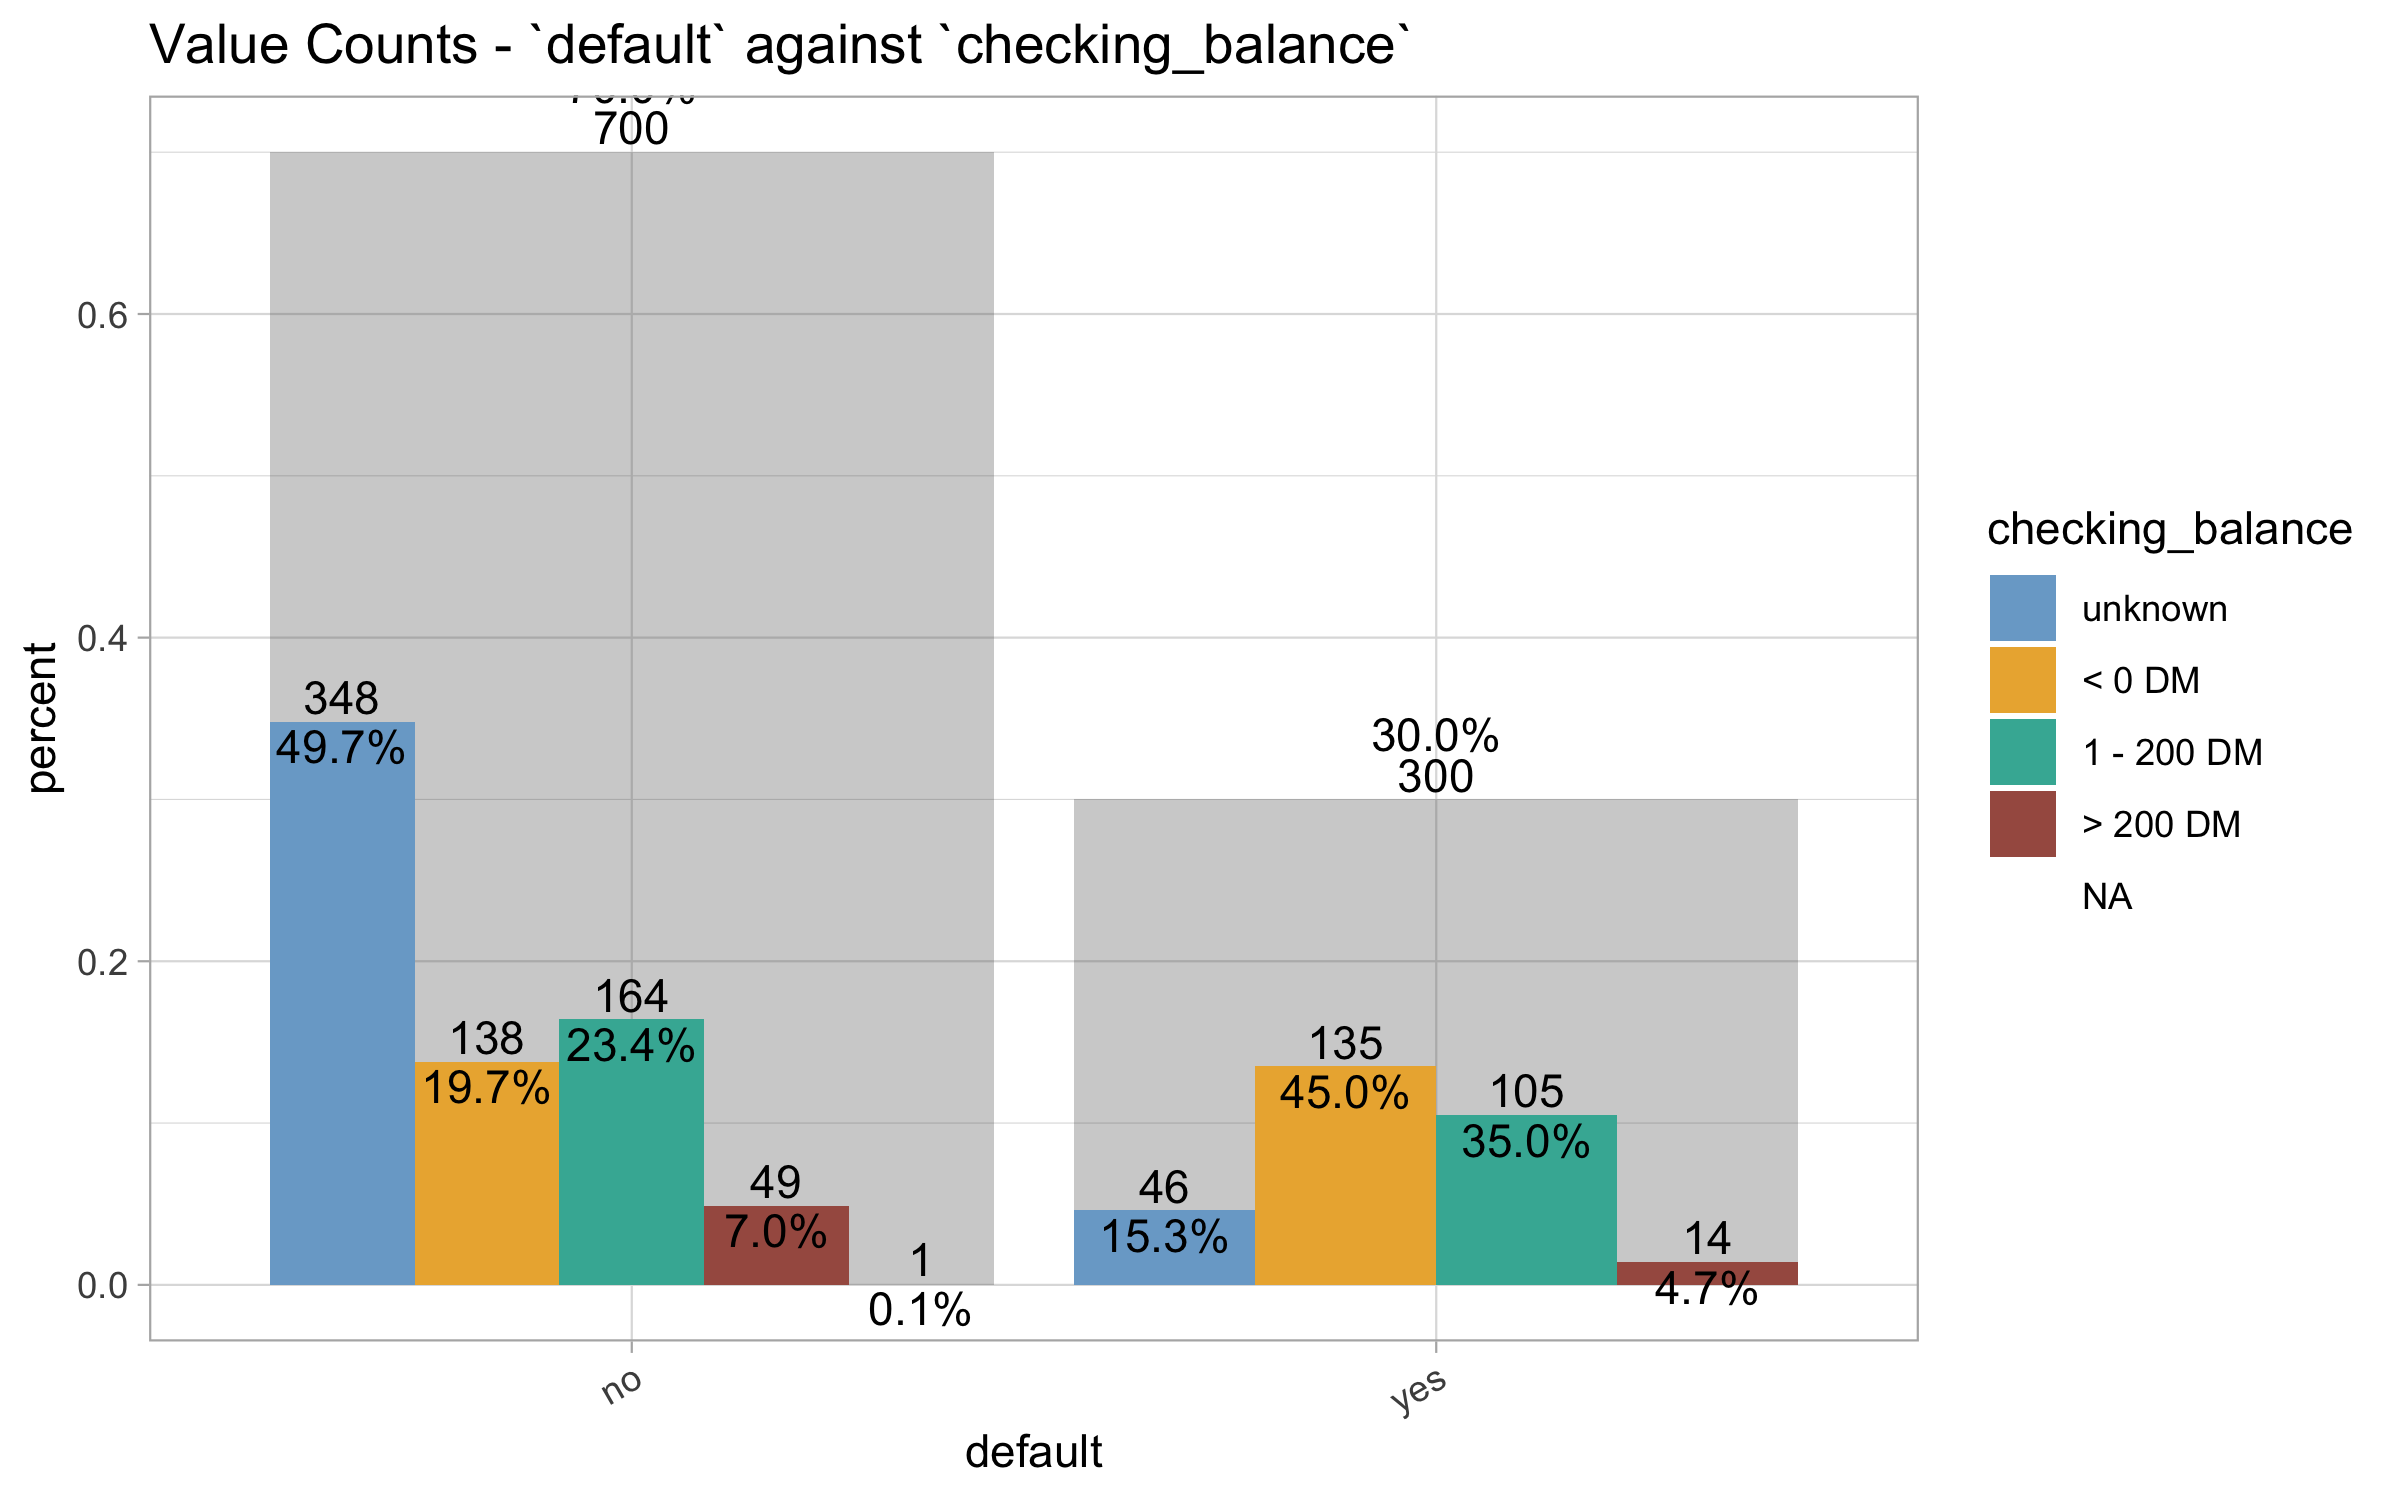 Value Counts - `default` against `checking_balance`
700
0.6
0.4
0.2
0.0
percent
348
49.7%
138
19.7%
164
23.4%
49
7.0%
1
0.1%
30.0%
300
46
15.3%
135
45.0%
105
35.0%
14
4.7%
no
yes
default
checking_balance
unknown
< 0 DM
1 - 200 DM
> 200 DM
NA